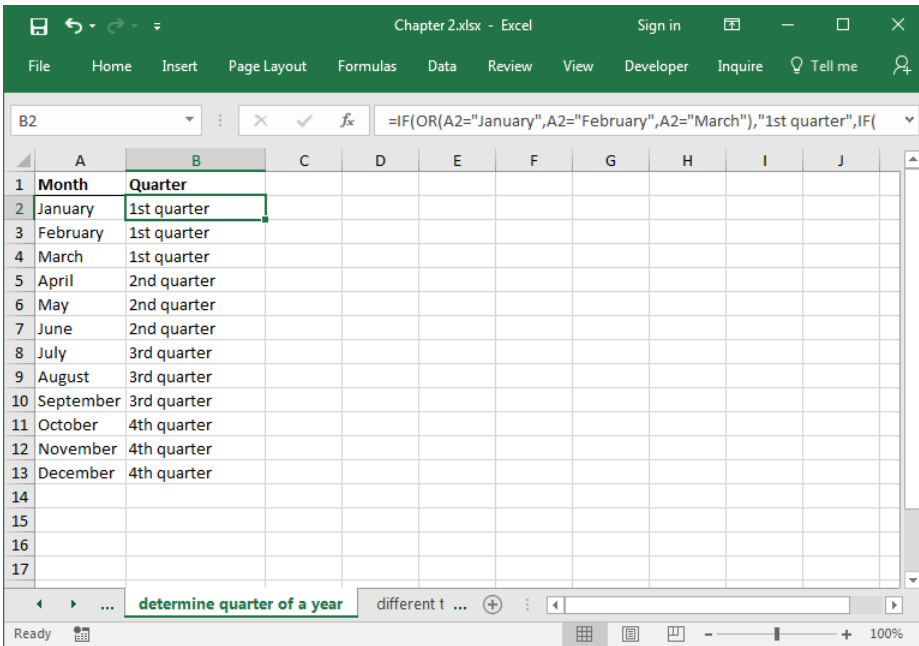 Chapter 2.xlsx - Excel Sign in
File Home Insert Page Layout Formulas Data Review View Developer Inquire Tell me
B2 fx =IF(OR(A2="January",A2="February",A2="March"),"1st quarter",IF(
A B C D E F G H I J
1 Month Quarter
2 January 1st quarter
3 February 1st quarter
4 March 1st quarter
5 April 2nd quarter
6 May 2nd quarter
7 June 2nd quarter
8 July 3rd quarter
9 August 3rd quarter
10 September 3rd quarter
11 October 4th quarter
12 November 4th quarter
13 December 4th quarter
14
15
16
17
... determine quarter of a year different t ...
Ready 100%